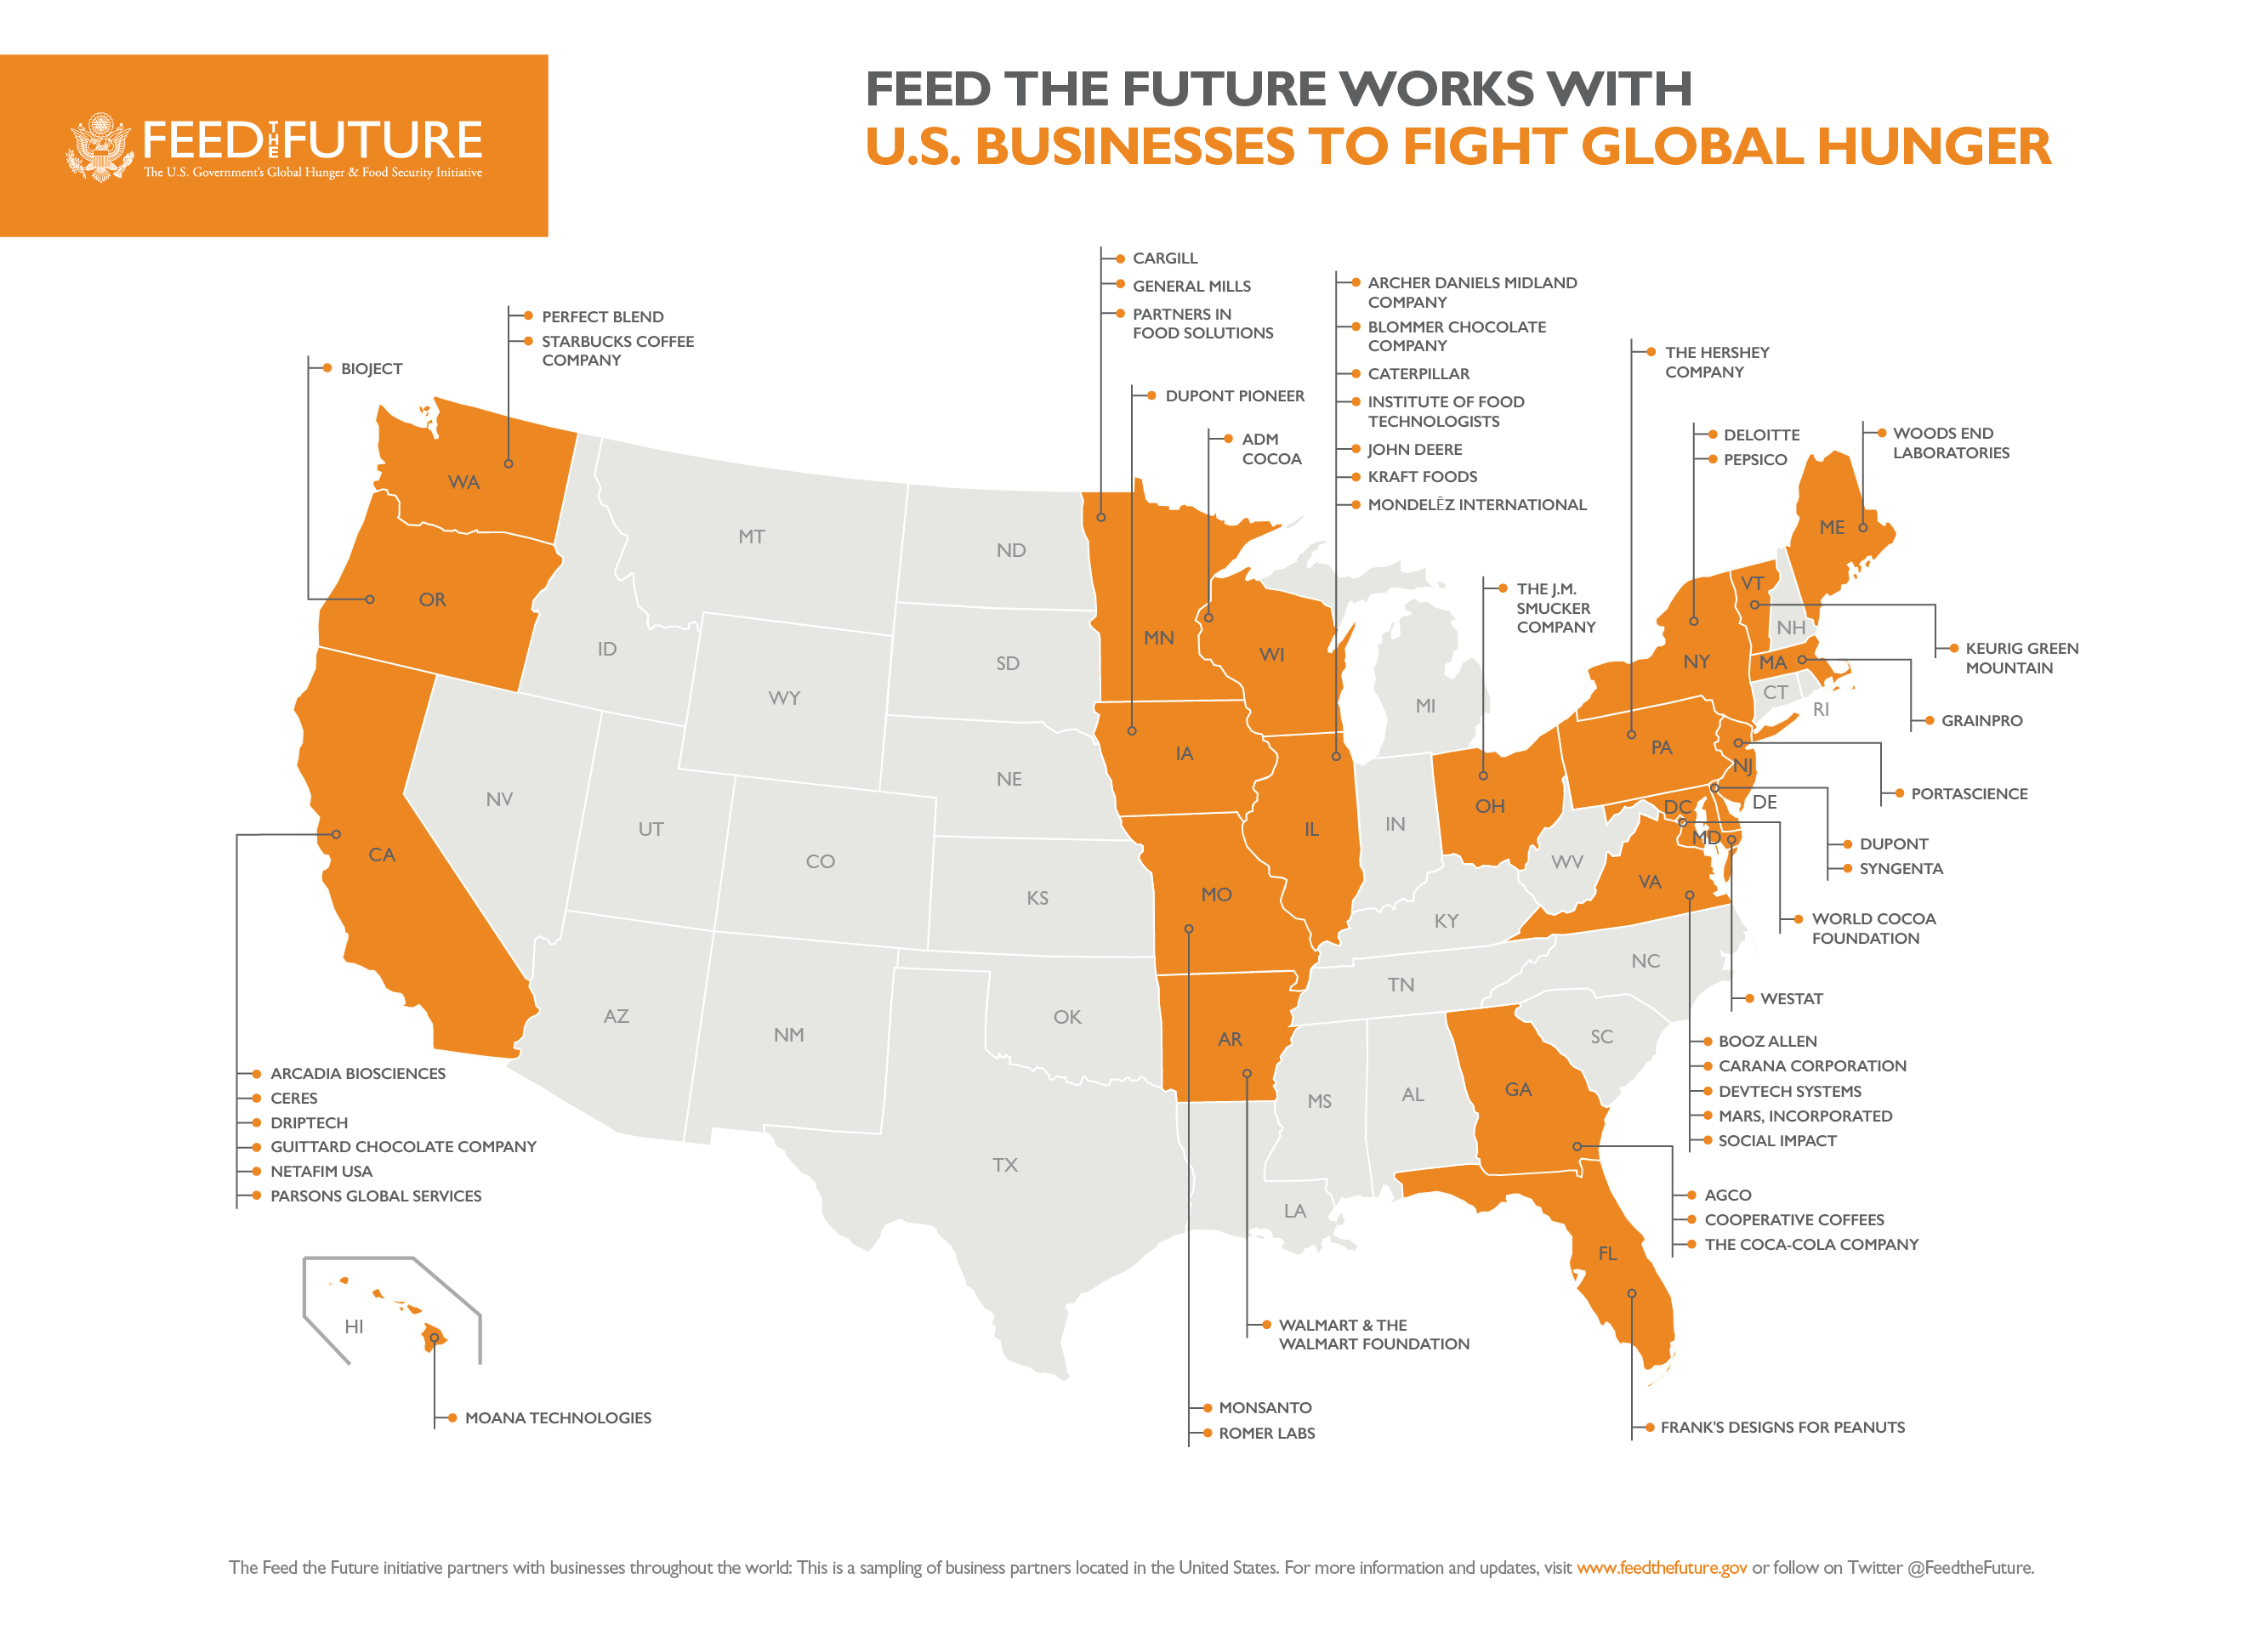 FEED THE FUTURE
The U.S. Government's Global Hunger & Food Security Initiative
FEED THE FUTURE WORKS WITH
U.S. BUSINESSES TO FIGHT GLOBAL HUNGER
BIOJECT
PERFECT BLEND
STARBUCKS COFFEE
COMPANY
CARGILL
GENERAL MILLS
PARTNERS IN
FOOD SOLUTIONS
DUPONT PIONEER
ADM
COCOA
ARCHER DANIELS MIDLAND
COMPANY
BLOMMER CHOCOLATE
COMPANY
CATERPILLAR
INSTITUTE OF FOOD
TECHNOLOGISTS
JOHN DEERE
KRAFT FOODS
MONDELĒZ INTERNATIONAL
THE J.M.
SMUCKER
COMPANY
THE HERSHEY
COMPANY
DELOITTE
PEPSICO
WOODS END
LABORATORIES
KEURIG GREEN
MOUNTAIN
GRAINPRO
PORTASCIENCE
DUPONT
SYNGENTA
WORLD COCOA
FOUNDATION
WESTAT
BOOZ ALLEN
CARANA CORPORATION
DEVTECH SYSTEMS
MARS, INCORPORATED
SOCIAL IMPACT
AGCO
COOPERATIVE COFFEES
THE COCA-COLA COMPANY
FRANK'S DESIGNS FOR PEANUTS
WALMART & THE
WALMART FOUNDATION
MONSANTO
ROMER LABS
ARCADIA BIOSCIENCES
CERES
DRIPTECH
GUITTARD CHOCOLATE COMPANY
NETAFIM USA
PARSONS GLOBAL SERVICES
MOANA TECHNOLOGIES
WA
OR
CA
ID
NV
MT
WY
UT
AZ
CO
NM
ND
SD
NE
KS
OK
TX
MN
IA
MO
AR
LA
WI
IL
MI
IN
OH
KY
TN
MS
AL
GA
FL
SC
NC
VA
WV
PA
NY
VT
NH
ME
MA
CT
RI
NJ
DE
DC
MD
HI
The Feed the Future initiative partners with businesses throughout the world: This is a sampling of business partners located in the United States. For more information and updates, visit www.feedthefuture.gov or follow on Twitter @FeedtheFuture.